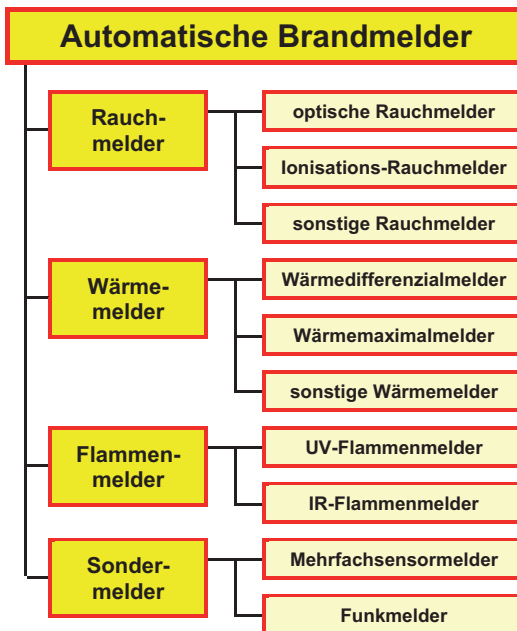 Automatische Brandmelder
Rauch-
melder
optische Rauchmelder
Ionisations-Rauchmelder
sonstige Rauchmelder
Wärme-
melder
Wärmedifferenzialmelder
Wärmemaximalmelder
sonstige Wärmemelder
Flammen-
melder
UV-Flammenmelder
IR-Flammenmelder
Sonder-
melder
Mehrfachsensormelder
Funkmelder